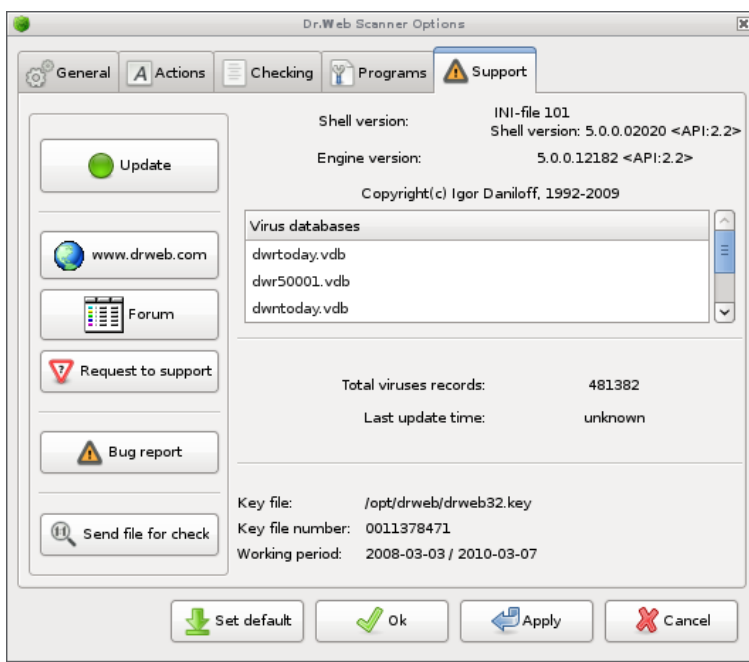 Dr.Web Scanner Options
General
Actions
Checking
Programs
Support
Update
www.drweb.com
Forum
Request to support
Bug report
Send file for check
Shell version:
INI-file 101
Shell version: 5.0.0.02020 <API:2.2>
Engine version:
5.0.0.12182 <API:2.2>
Copyright(c) Igor Daniloff, 1992-2009
Virus databases
dwrtoday.vdb
dwr50001.vdb
dwntoday.vdb
Total viruses records: 481382
Last update time: unknown
Key file: /opt/drweb/drweb32.key
Key file number: 0011378471
Working period: 2008-03-03 / 2010-03-07
Set default
Ok
Apply
Cancel